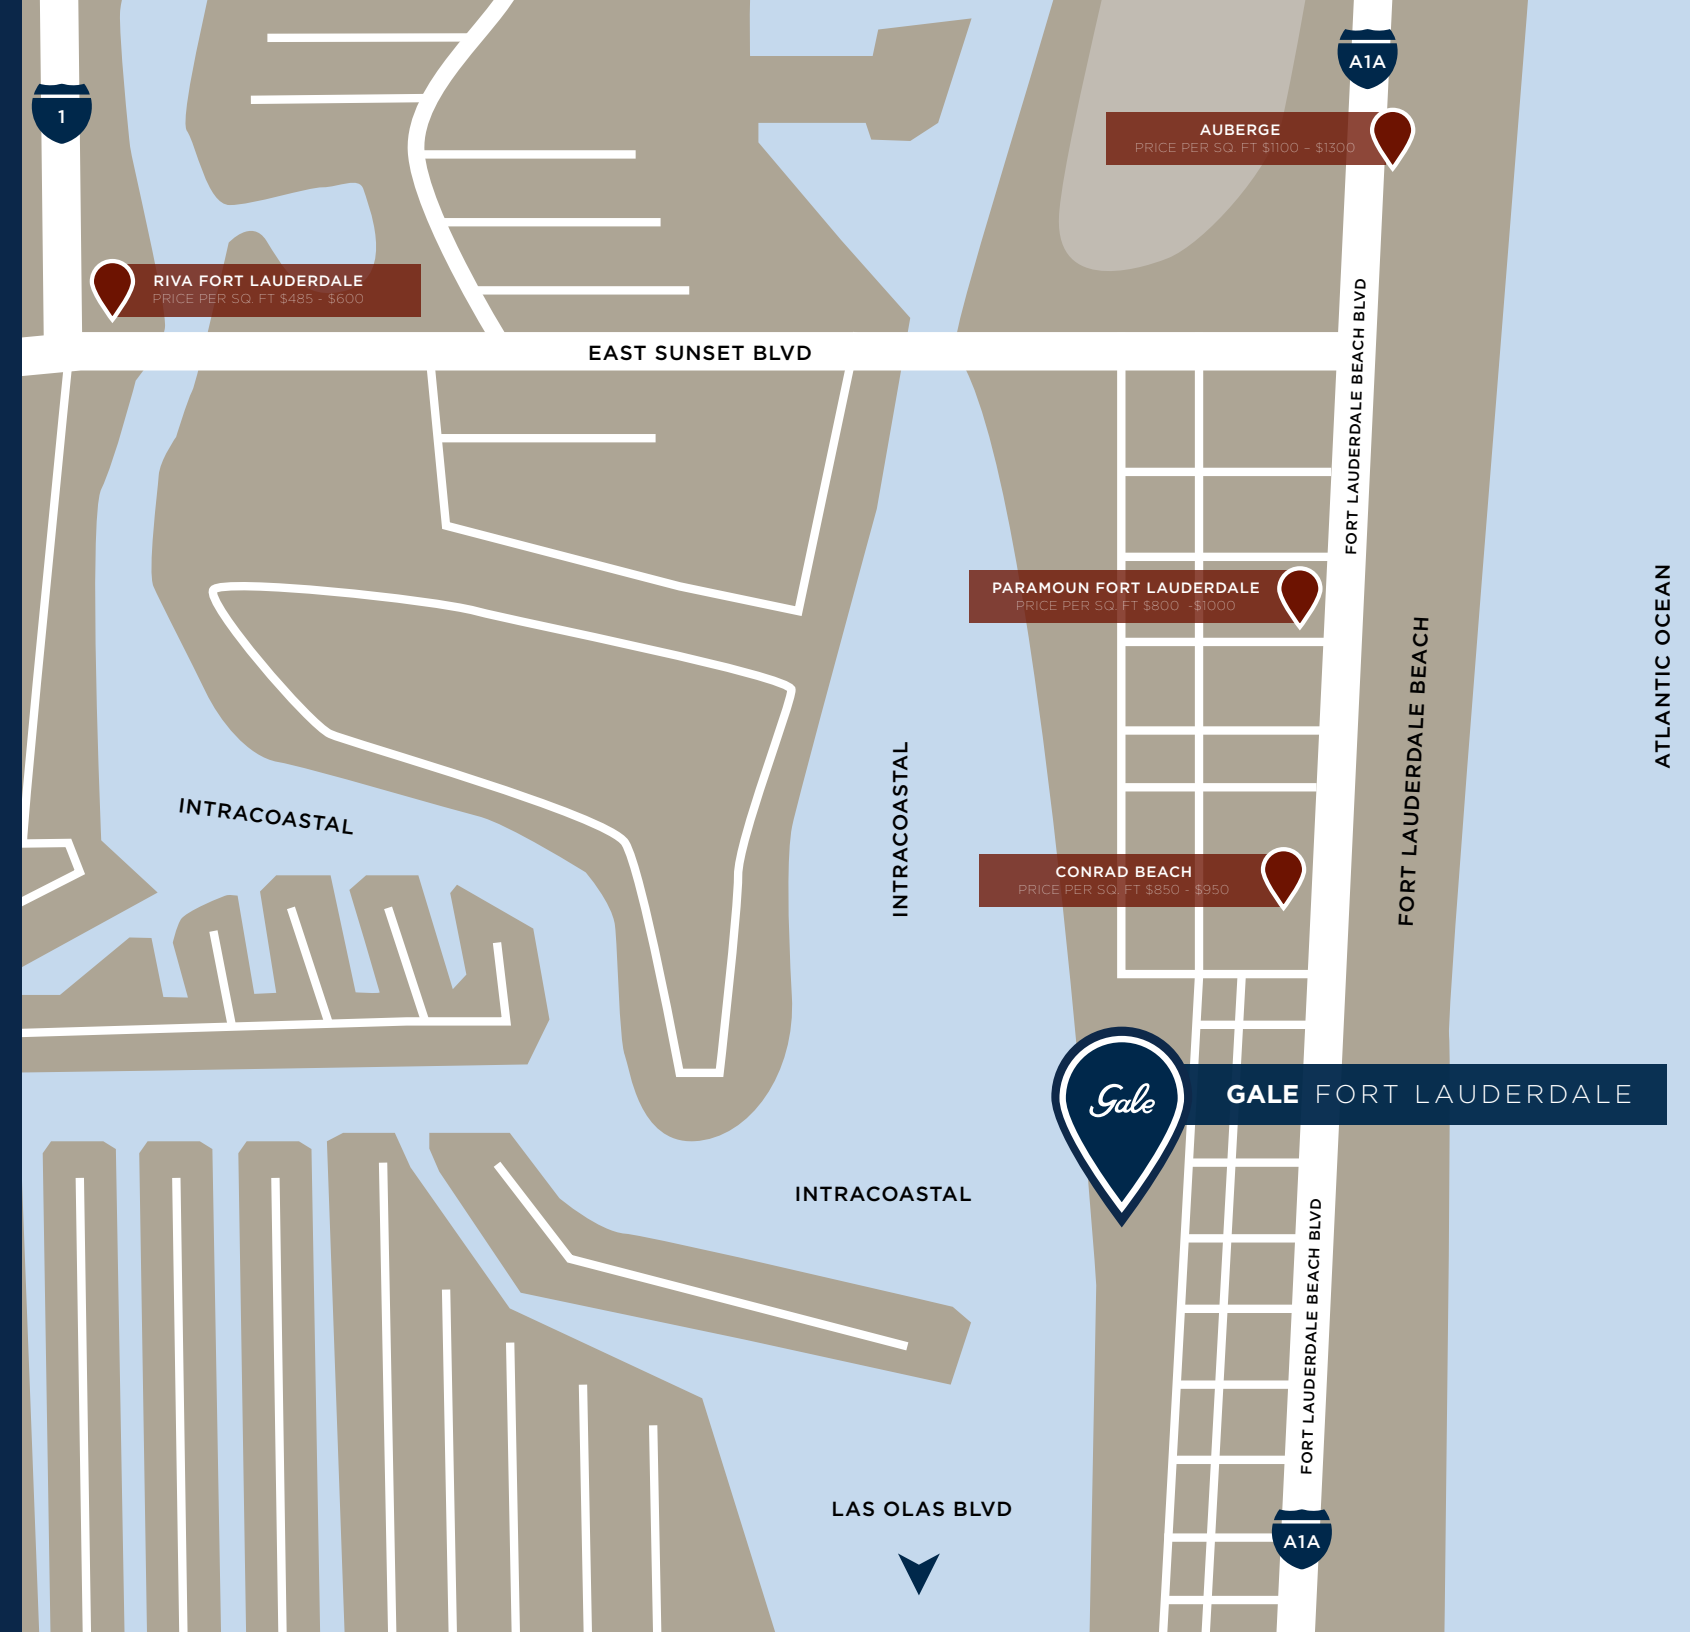 A1A
1
AUBERGE
PRICE PER SQ. FT $1100 – $1300
RIVA FORT LAUDERDALE
PRICE PER SQ. FT $485 - $600
EAST SUNSET BLVD
FORT LAUDERDALE BEACH BLVD
PARAMOUN FORT LAUDERDALE
PRICE PER SQ. FT $800 -$1000
ATLANTIC OCEAN
FORT LAUDERDALE BEACH
INTRACOASTAL
INTRACOASTAL
CONRAD BEACH
PRICE PER SQ. FT $850 - $950
Gale
GALE FORT LAUDERDALE
INTRACOASTAL
FORT LAUDERDALE BEACH BLVD
LAS OLAS BLVD
A1A